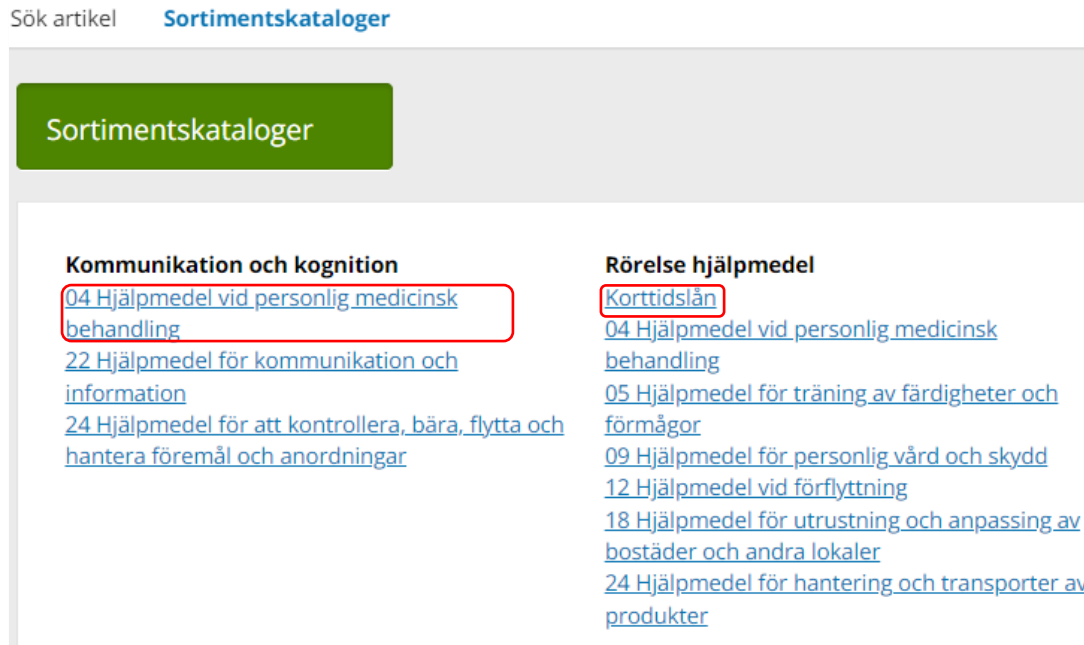 Sök artikel Sortimentskataloger
Sortimentskataloger
Kommunikation och kognition
04 Hjälpmedel vid personlig medicinsk
behandling
22 Hjälpmedel för kommunikation och
information
24 Hjälpmedel för att kontrollera, bära, flytta och
hantera föremål och anordningar
Rörelse hjälpmedel
Korttidslån
04 Hjälpmedel vid personlig medicinsk
behandling
05 Hjälpmedel för träning av färdigheter och
förmågor
09 Hjälpmedel för personlig vård och skydd
12 Hjälpmedel vid förflyttning
18 Hjälpmedel för utrustning och anpassing av
bostäder och andra lokaler
24 Hjälpmedel för hantering och transporter av
produkter